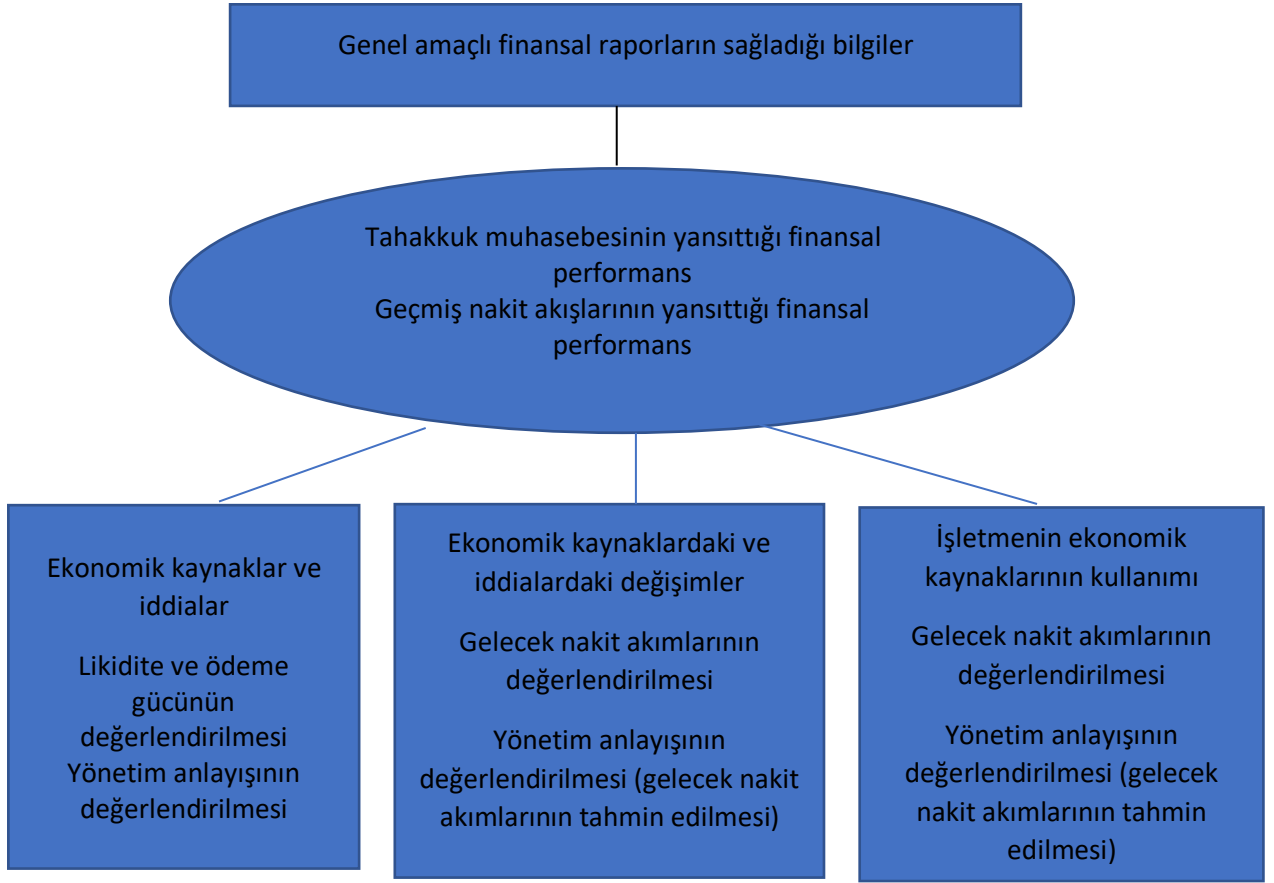 Genel amaçlı finansal raporların sağladığı bilgiler
Tahakkuk muhasebesinin yansıttığı finansal
performans
Geçmiş nakit akışlarının yansıttığı finansal
performans
Ekonomik kaynaklar ve
iddialar
Likidite ve ödeme
gücünün
değerlendirilmesi
Yönetim anlayışının
değerlendirilmesi
Ekonomik kaynaklardaki ve
iddialardaki değişimler
Gelecek nakit akımlarının
değerlendirilmesi
Yönetim anlayışının
değerlendirilmesi (gelecek nakit
akımlarının tahmin edilmesi)
İşletmenin ekonomik
kaynaklarının kullanımı
Gelecek nakit akımlarının
değerlendirilmesi
Yönetim anlayışının
değerlendirilmesi (gelecek
nakit akımlarının tahmin
edilmesi)